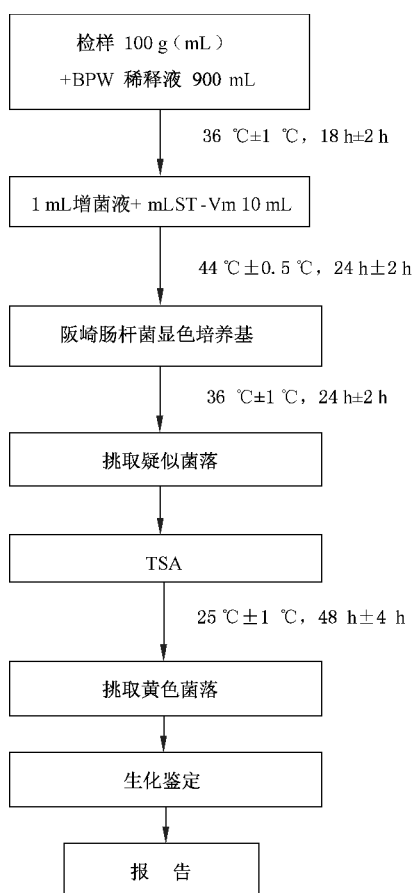 检样 100 g(mL)
+BPW 稀释液 900 mL
36 ℃±1 ℃，18 h±2 h
1 mL增菌液+ mLST-Vm 10 mL
44 ℃±0.5 ℃，24 h±2 h
阪崎肠杆菌显色培养基
36 ℃±1 ℃，24 h±2 h
挑取疑似菌落
TSA
25 ℃±1 ℃，48 h±4 h
挑取黄色菌落
生化鉴定
报 告